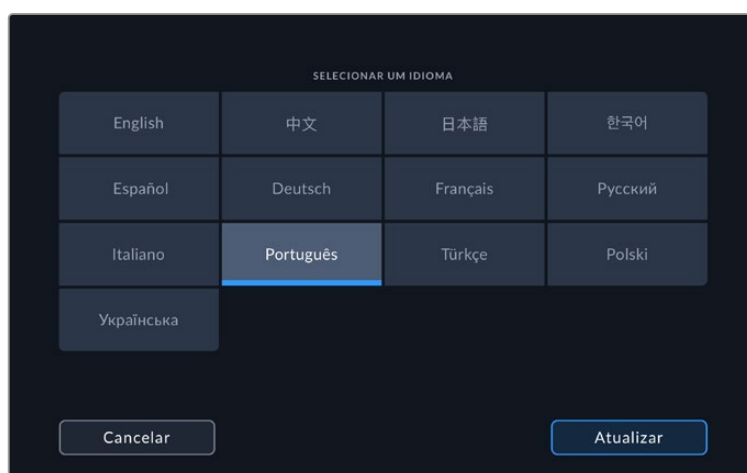 SELECIONAR UM IDIOMA
English 中文 日本語 한국어
Español Deutsch Français Русский
Italiano Português Türkçe Polski
Українська
Cancelar Atualizar